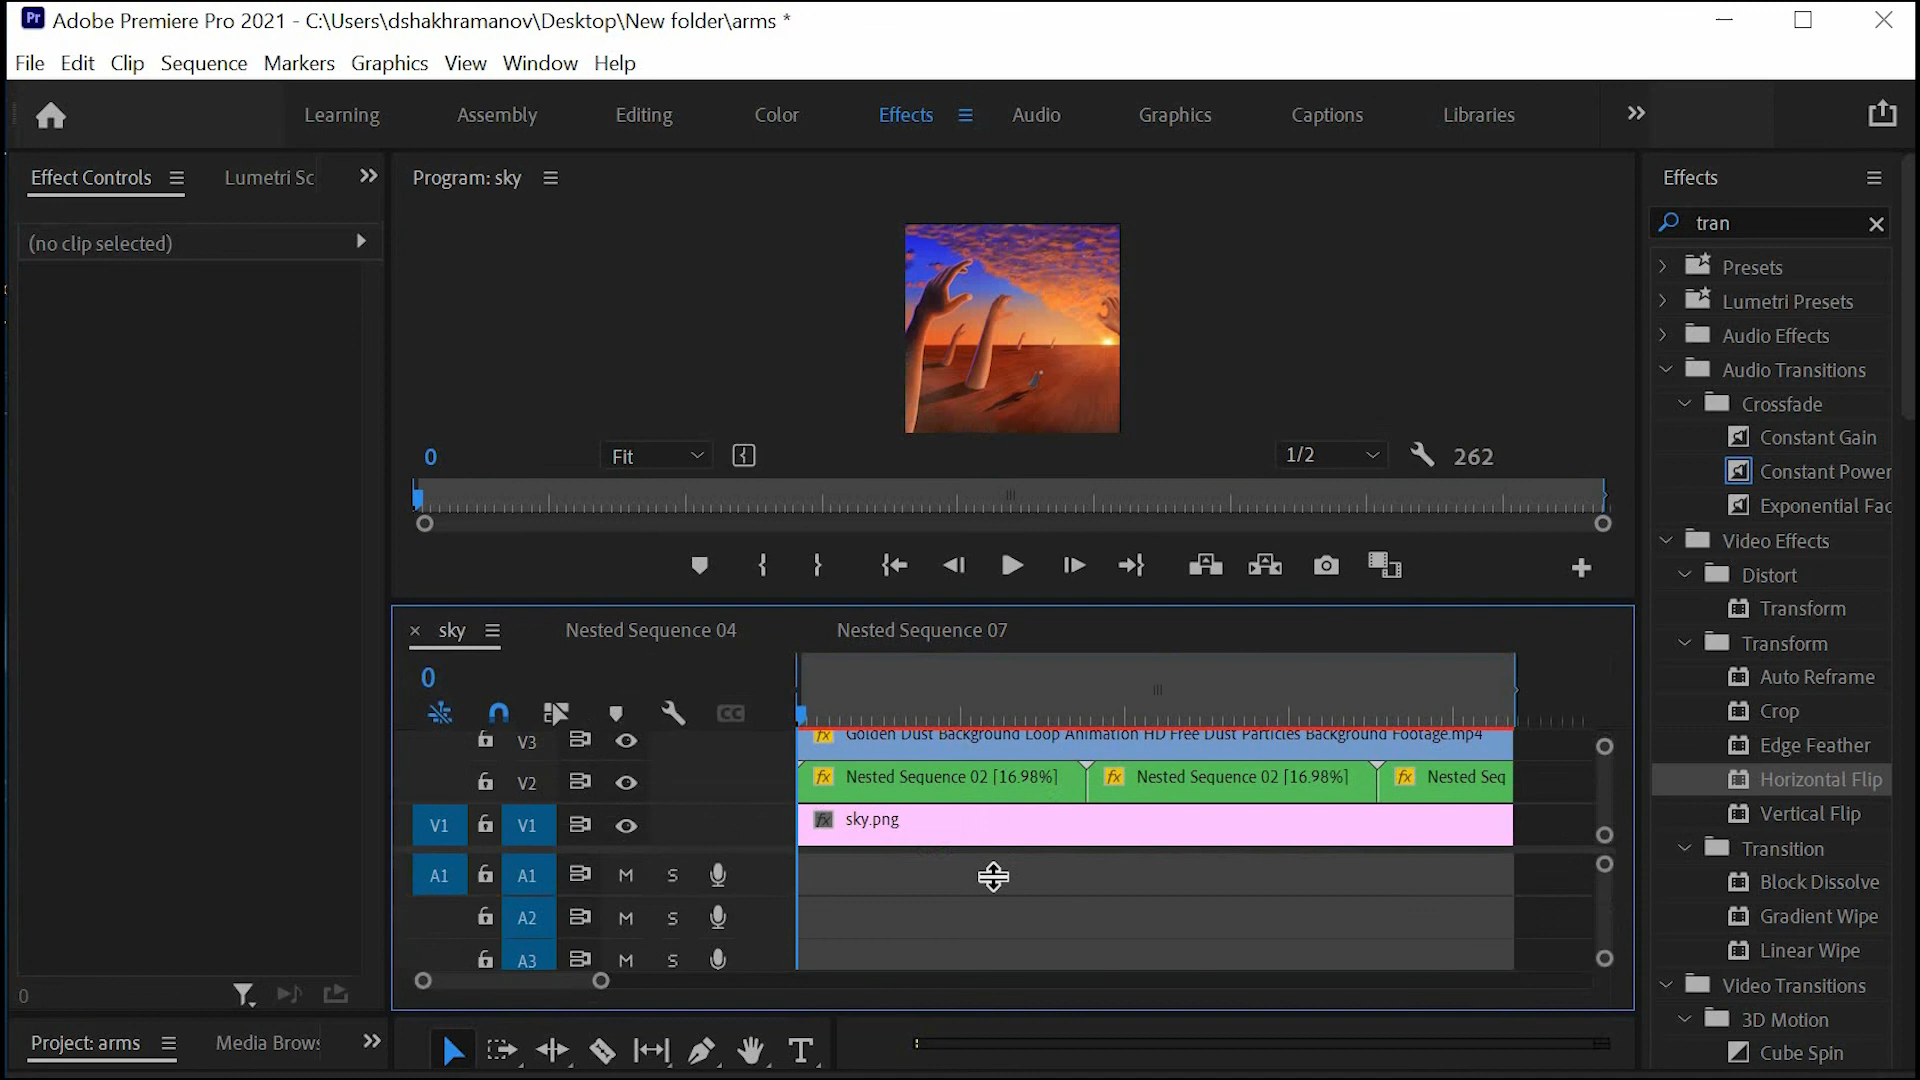 Pr Adobe Premiere Pro 2021 - C:\Users\dshakhramanov\Desktop\New folder\arms *
File Edit Clip Sequence Markers Graphics View Window Help
Learning Assembly Editing Color Effects Audio Graphics Captions Libraries
Effect Controls Lumetri Sc
(no clip selected)
0
Project: arms Media Brows
Program: sky
0 Fit 1/2 262
sky Nested Sequence 04 Nested Sequence 07
0
CC
V3 Golden Dust Background Loop Animation HD Free Dust Particles Background Footage.mp4
V2 fx Nested Sequence 02 [16.98%] fx Nested Sequence 02 [16.98%] fx Nested Seq
V1 V1 fx sky.png
A1 A1 M S
A2 M S
A3 M S
T
Effects
tran
Presets
Lumetri Presets
Audio Effects
Audio Transitions
Crossfade
Constant Gain
Constant Power
Exponential Fac
Video Effects
Distort
Transform
Transform
Auto Reframe
Crop
Edge Feather
Horizontal Flip
Vertical Flip
Transition
Block Dissolve
Gradient Wipe
Linear Wipe
Video Transitions
3D Motion
Cube Spin